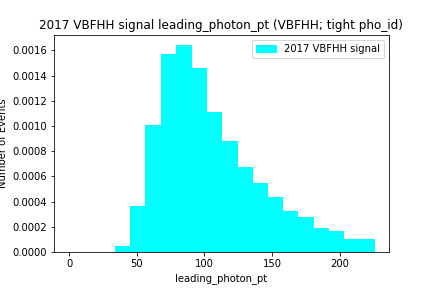 2017 VBFHH signal leading_photon_pt (VBFHH; tight pho_id)
2017 VBFHH signal
Number of Events
0.0016
0.0014
0.0012
0.0010
0.0008
0.0006
0.0004
0.0002
0.0000
0 50 100 150 200
leading_photon_pt